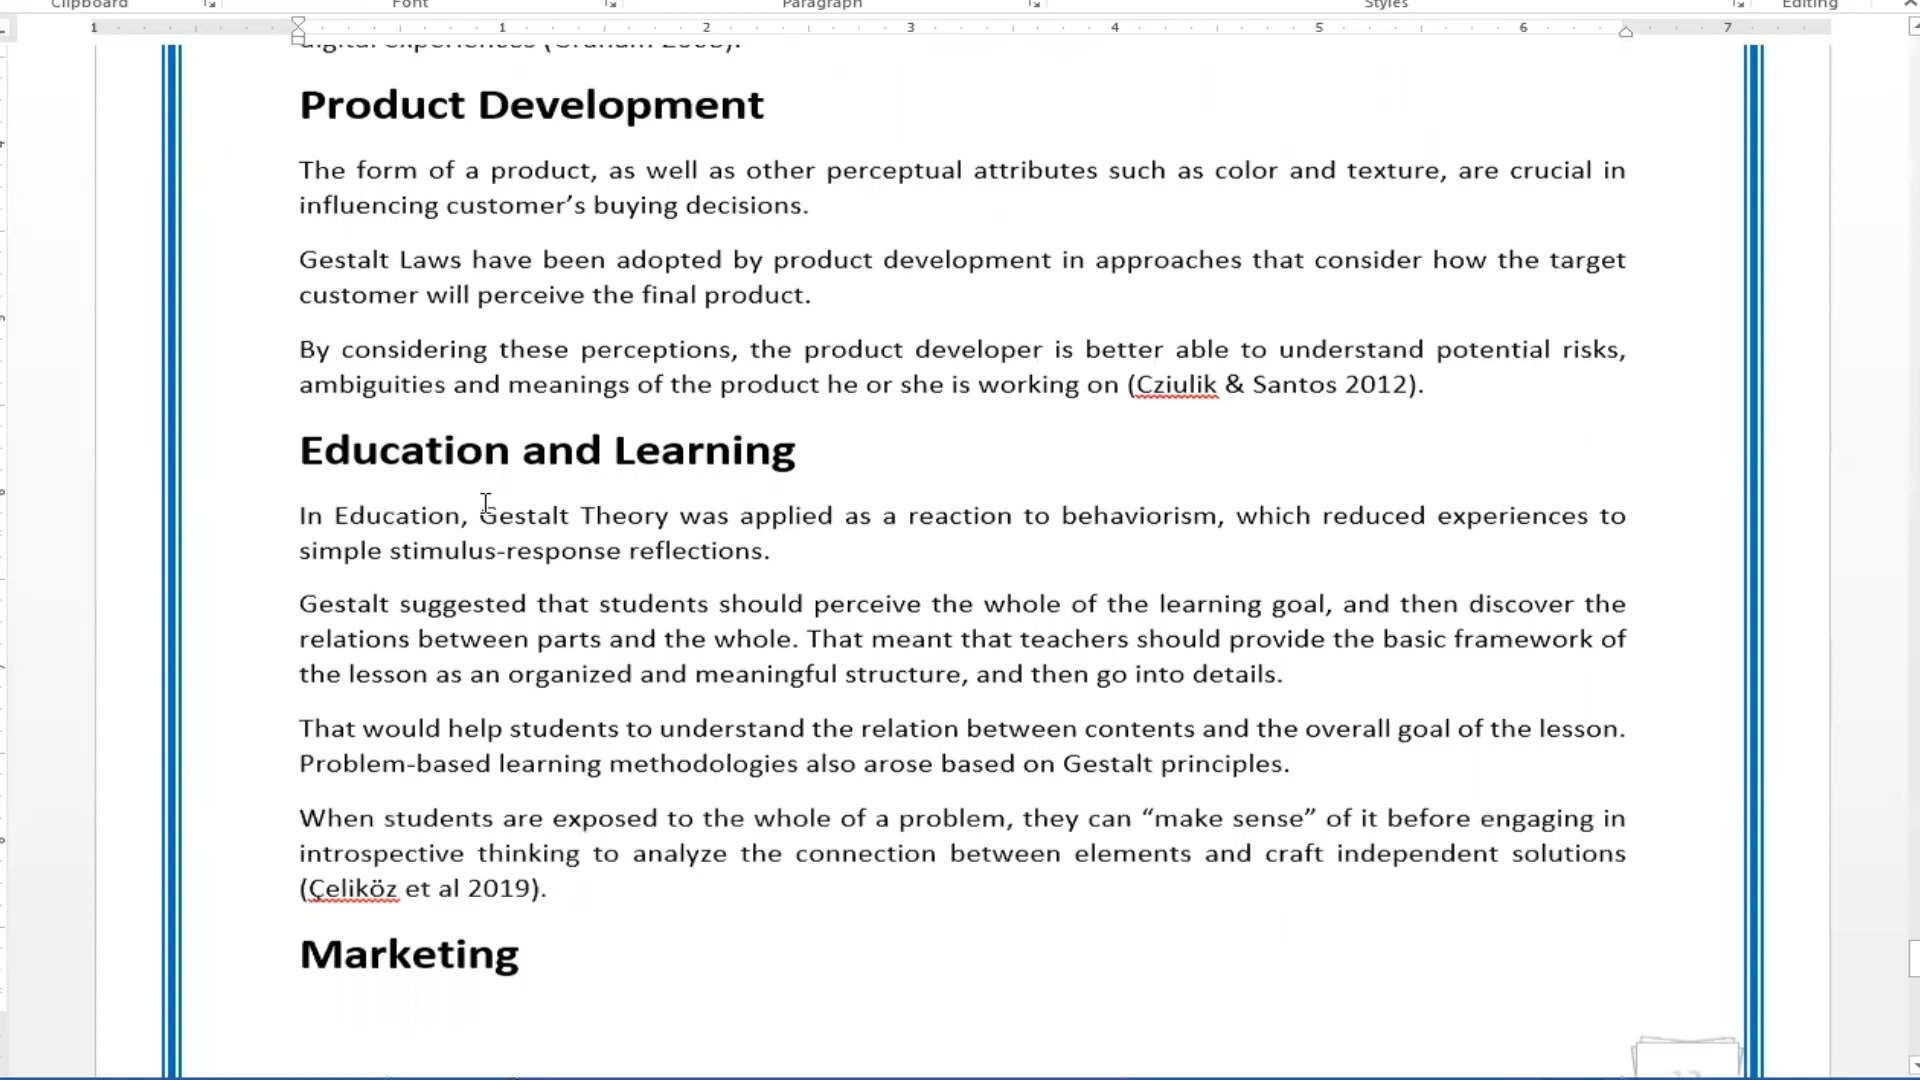 Clipboard Font Paragraph Styles Editing
1 1 2 3 4 5 6 7
Product Development
The form of a product, as well as other perceptual attributes such as color and texture, are crucial in
influencing customer’s buying decisions.
Gestalt Laws have been adopted by product development in approaches that consider how the target
customer will perceive the final product.
By considering these perceptions, the product developer is better able to understand potential risks,
ambiguities and meanings of the product he or she is working on (Cziulik & Santos 2012).
Education and Learning
In Education, Gestalt Theory was applied as a reaction to behaviorism, which reduced experiences to
simple stimulus-response reflections.
Gestalt suggested that students should perceive the whole of the learning goal, and then discover the
relations between parts and the whole. That meant that teachers should provide the basic framework of
the lesson as an organized and meaningful structure, and then go into details.
That would help students to understand the relation between contents and the overall goal of the lesson.
Problem-based learning methodologies also arose based on Gestalt principles.
When students are exposed to the whole of a problem, they can “make sense” of it before engaging in
introspective thinking to analyze the connection between elements and craft independent solutions
(Çeliköz et al 2019).
Marketing